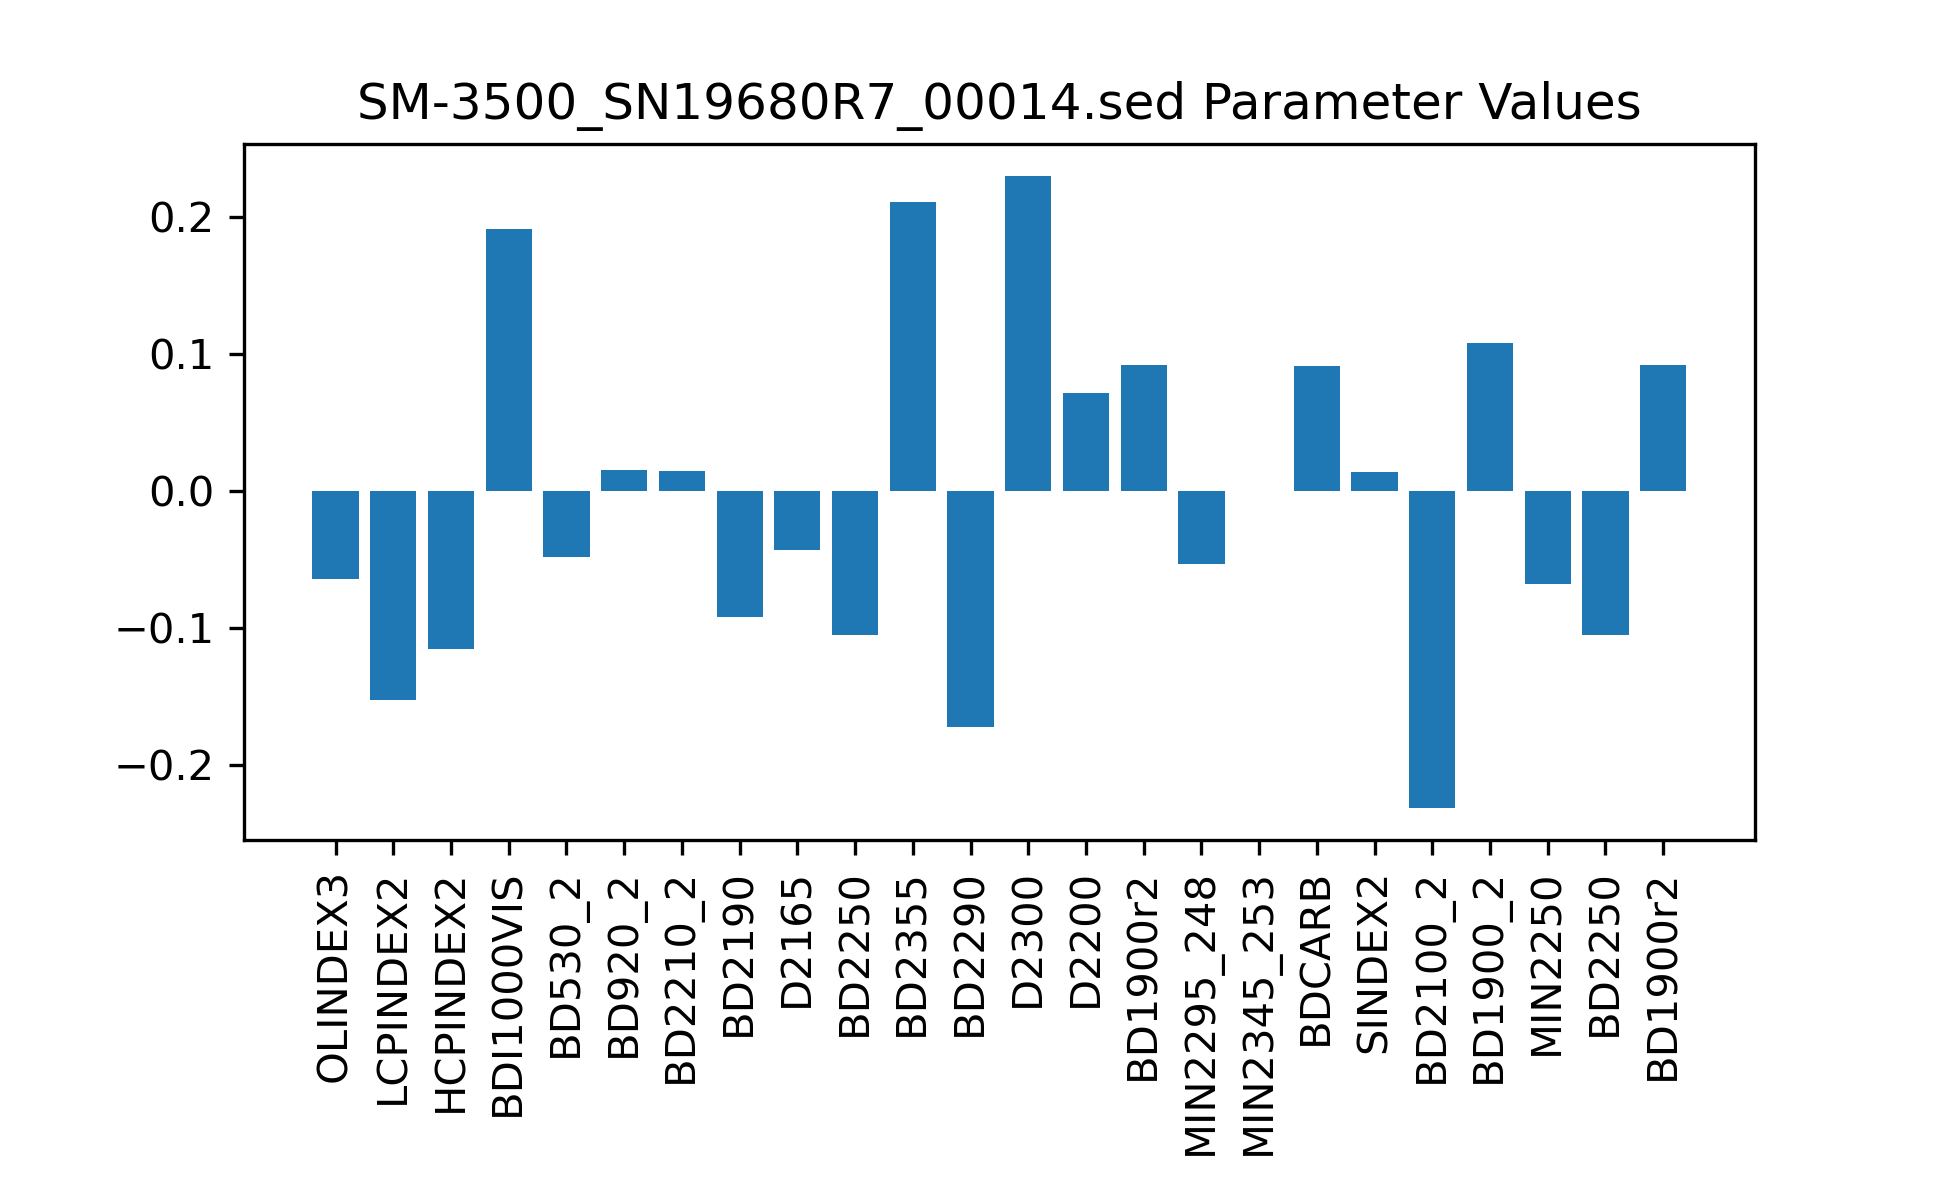 SM-3500_SN19680R7_00014.sed Parameter Values
0.2
0.1
0.0
−0.1
−0.2
OLINDEX3
LCPINDEX2
HCPINDEX2
BDI1000VIS
BD530_2
BD920_2
BD2210_2
BD2190
D2165
BD2250
BD2355
BD2290
D2300
D2200
BD1900r2
MIN2295_248
MIN2345_253
BDCARB
SINDEX2
BD2100_2
BD1900_2
MIN2250
BD2250
BD1900r2